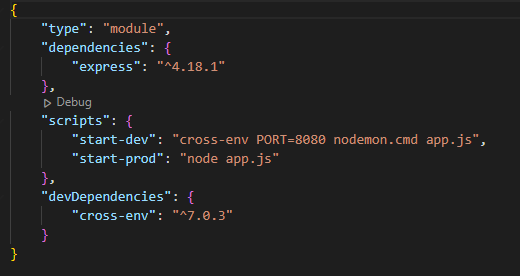 {
    "type": "module",
    "dependencies": {
        "express": "^4.18.1"
    },
    Debug
    "scripts": {
        "start-dev": "cross-env PORT=8080 nodemon.cmd app.js",
        "start-prod": "node app.js"
    },
    "devDependencies": {
        "cross-env": "^7.0.3"
    }
}